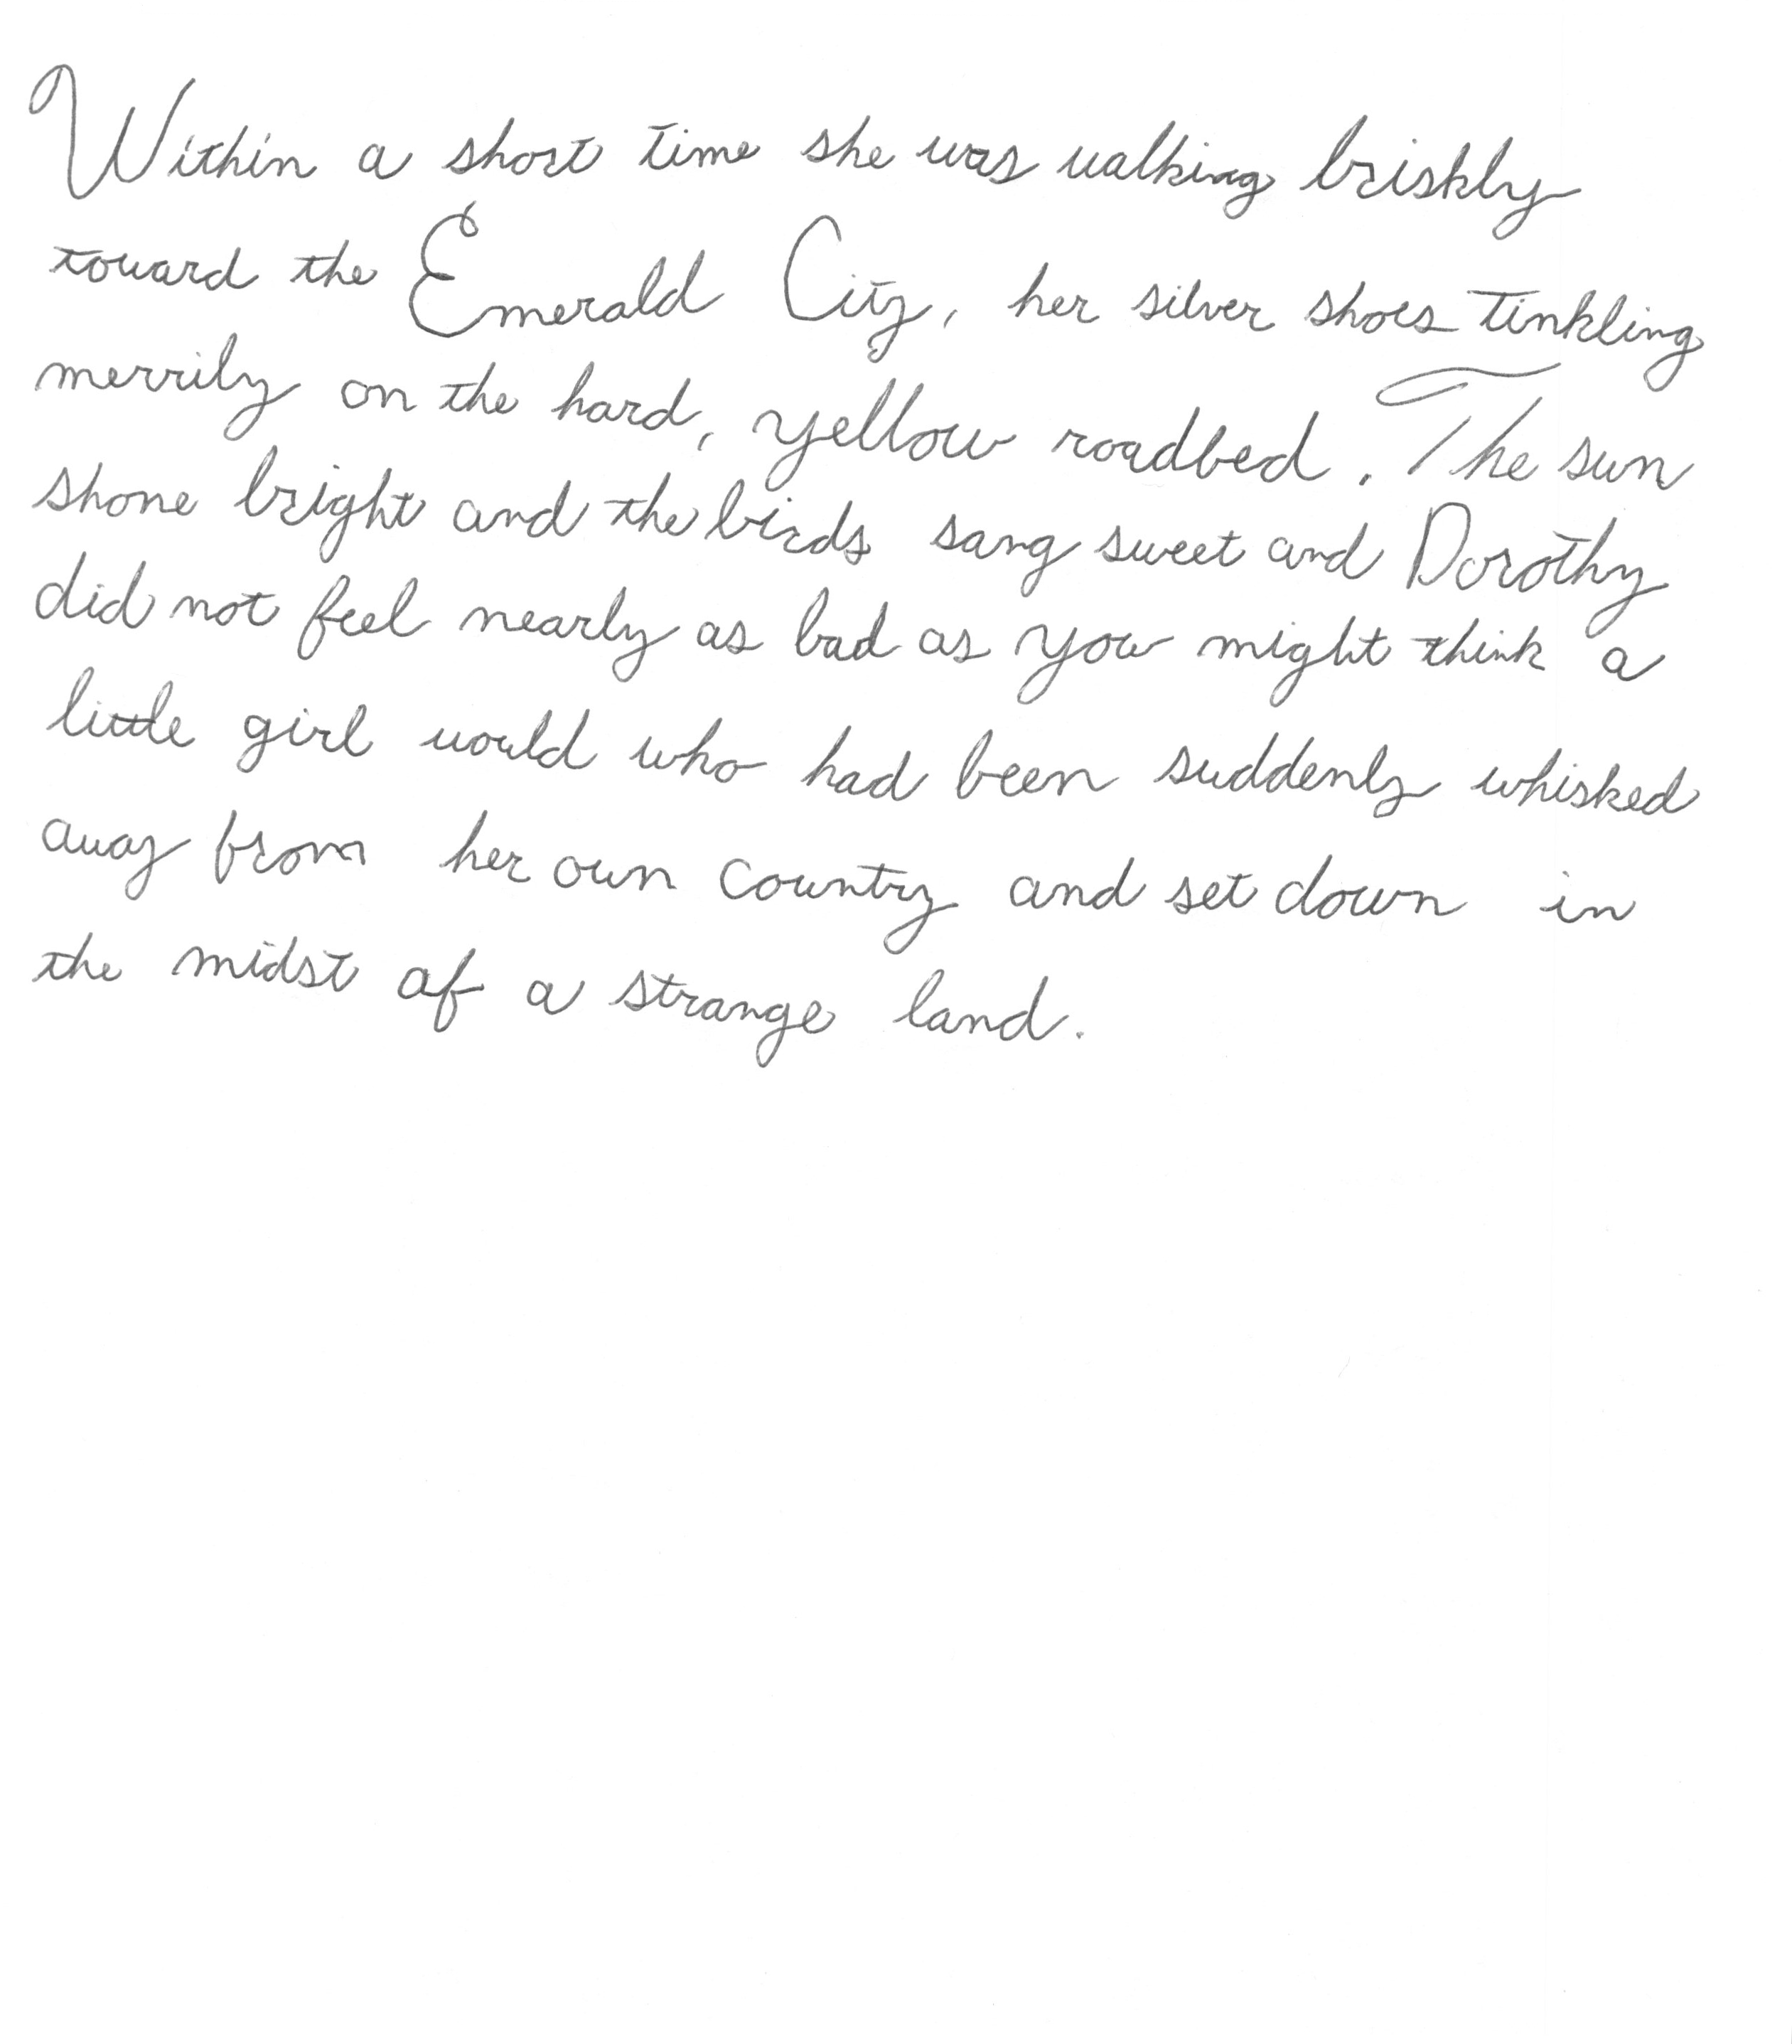 Within a short time she was walking briskly
toward the Emerald City, her silver shoes tinkling
merrily on the hard, yellow roadbed. The sun
shone bright and the birds sang sweet and Dorothy
did not feel nearly as bad as you might think a
little girl would who had been suddenly whisked
away from her own country and set down in
the midst of a strange land.